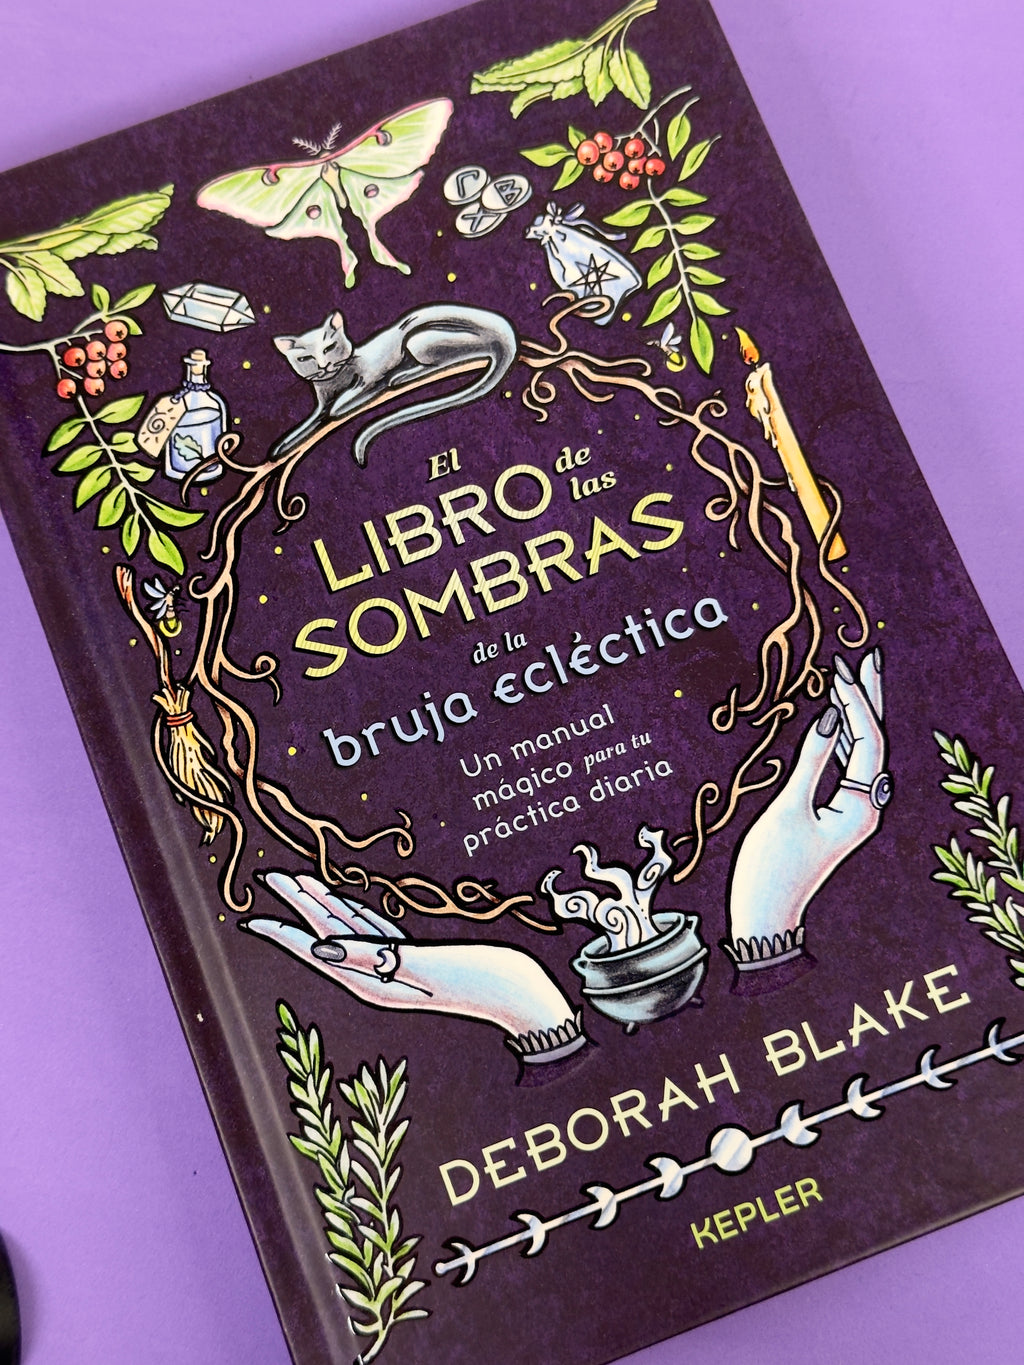 El
LIBRO de las
SOMBRAS
de la
bruja ecléctica
Un manual
mágico para tu
práctica diaria
DEBORAH BLAKE
KEPLER